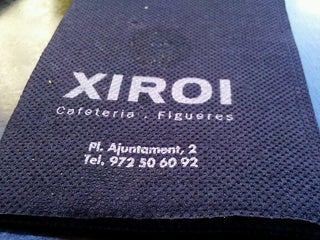 XIROI
Cafeteria . Figueres
Pl. Ajuntament, 2
Tel. 972 50 60 92